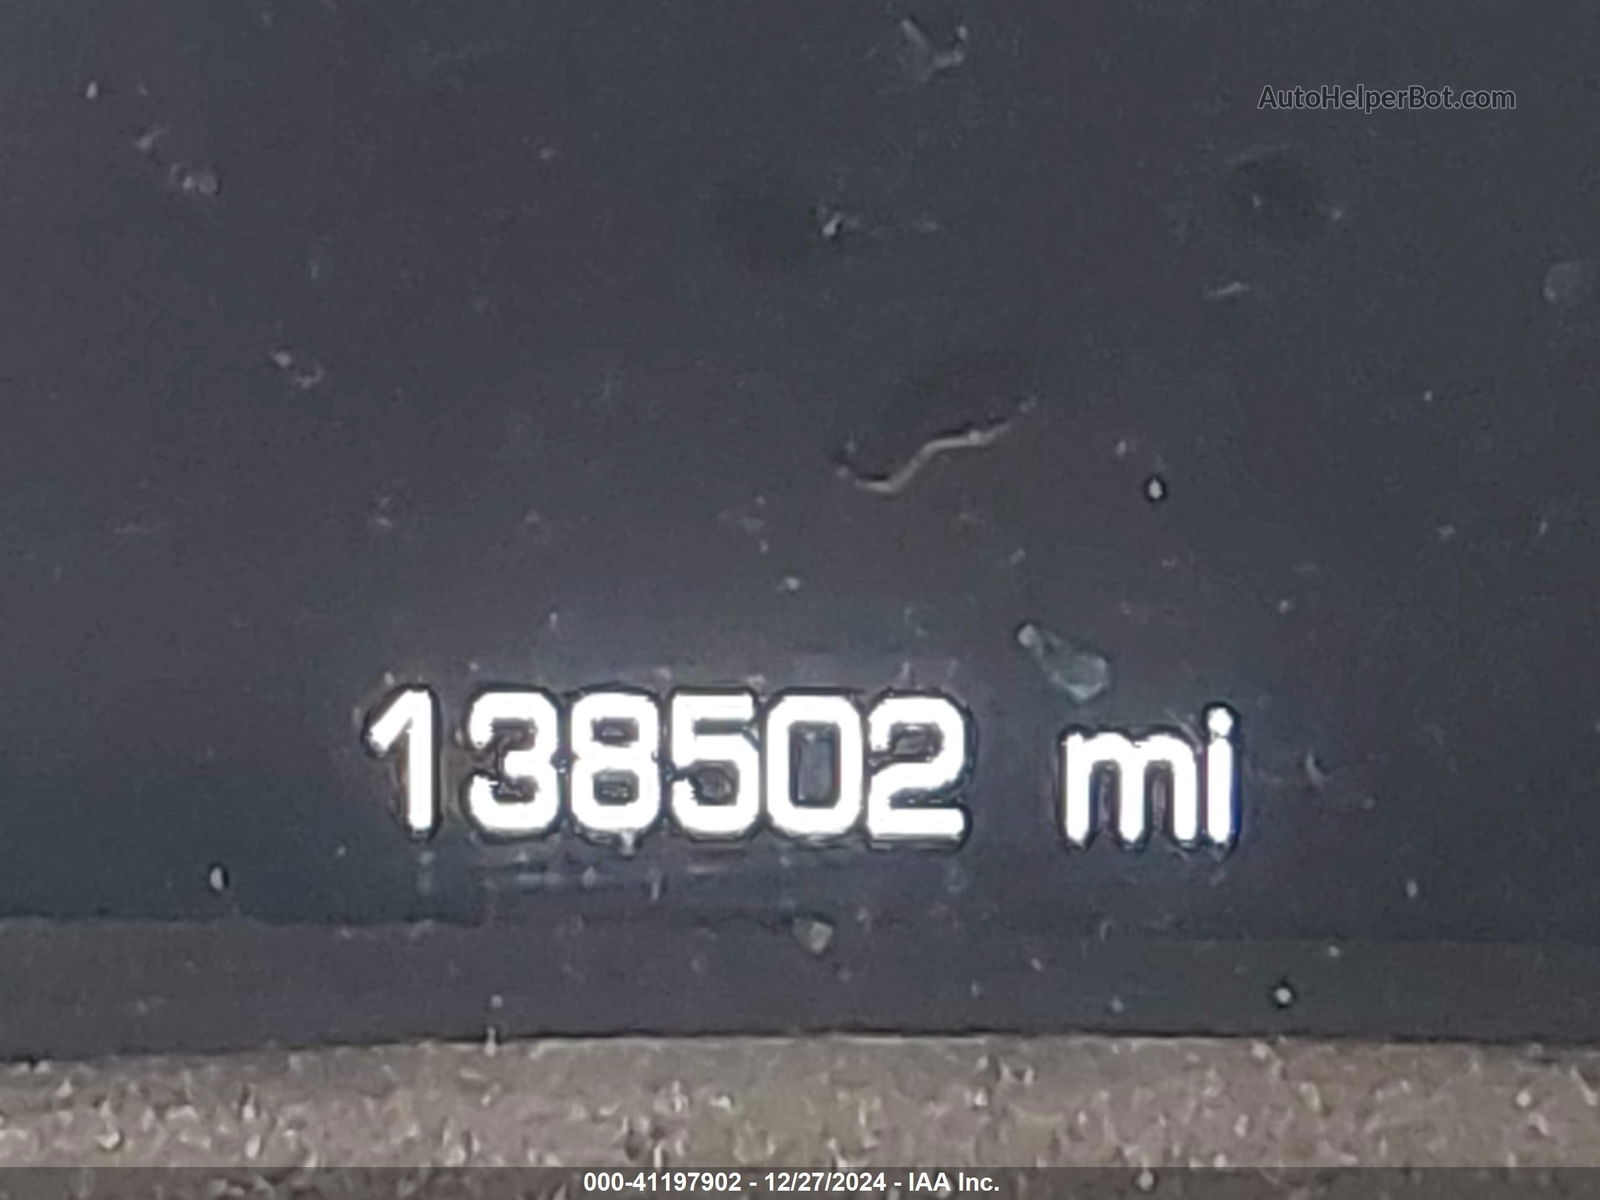 AutoHelperBot.com
138502 mi
000-41197902 - 12/27/2024 - IAA Inc.